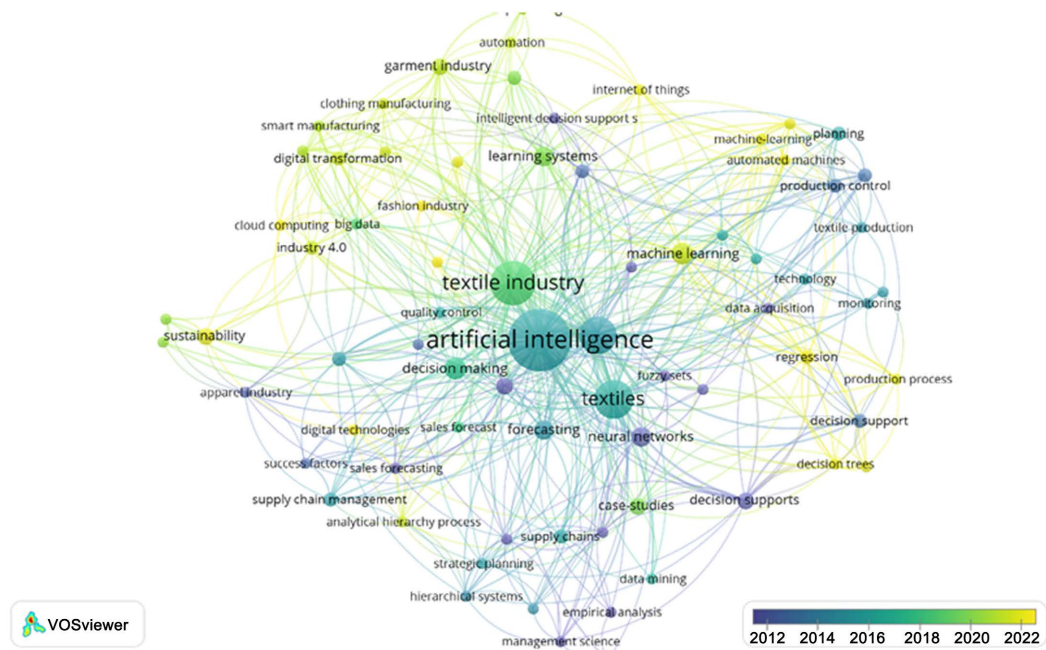 automation
garment industry
internet of things
clothing manufacturing
intelligent decision support s
smart manufacturing
machine-learning
planning
digital transformation
learning systems
automated machines
production control
fashion industry
cloud computing
big data
textile production
industry 4.0
machine learning
textile industry
technology
quality control
data acquisition
monitoring
sustainability
artificial intelligence
decision making
regression
fuzzy sets
production process
apparel industry
textiles
digital technologies
sales forecast
forecasting
neural networks
decision support
success factors
sales forecasting
decision trees
supply chain management
case-studies
decision supports
analytical hierarchy process
supply chains
strategic planning
data mining
hierarchical systems
empirical analysis
management science
VOSviewer
2012 2014 2016 2018 2020 2022